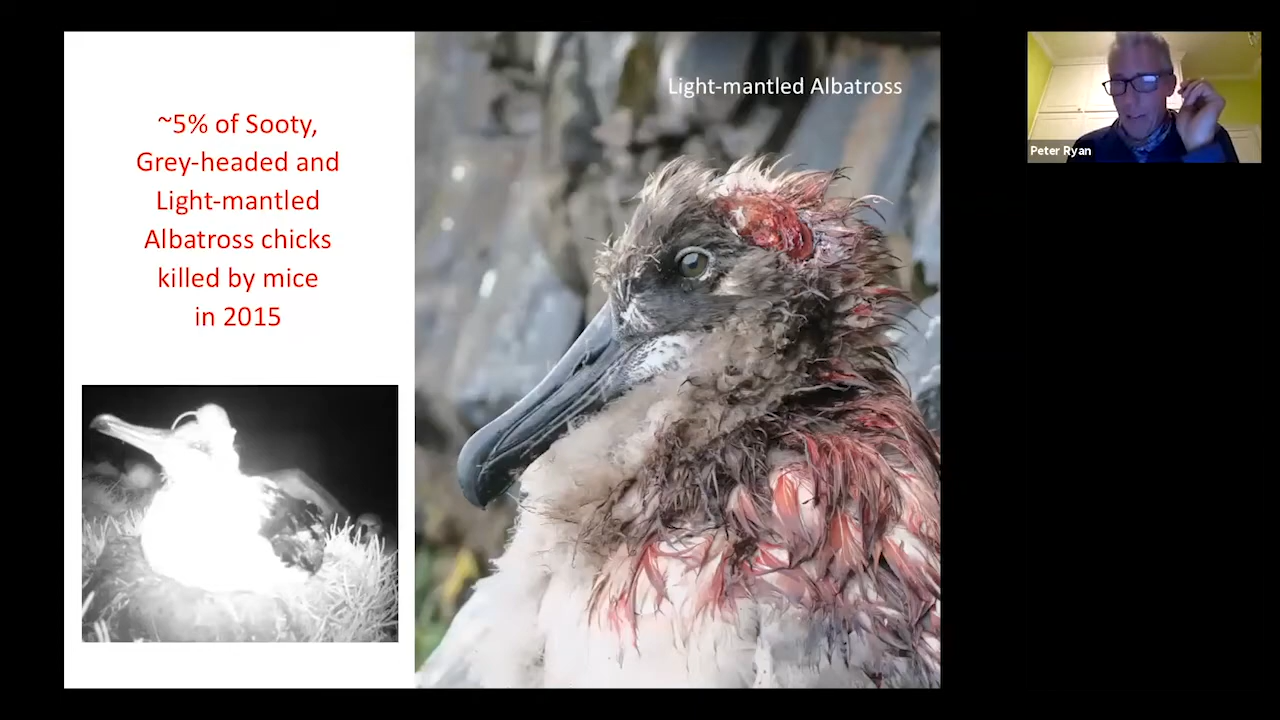 ~5% of Sooty,
Grey-headed and
Light-mantled
Albatross chicks
killed by mice
in 2015
Light-mantled Albatross
Peter Ryan